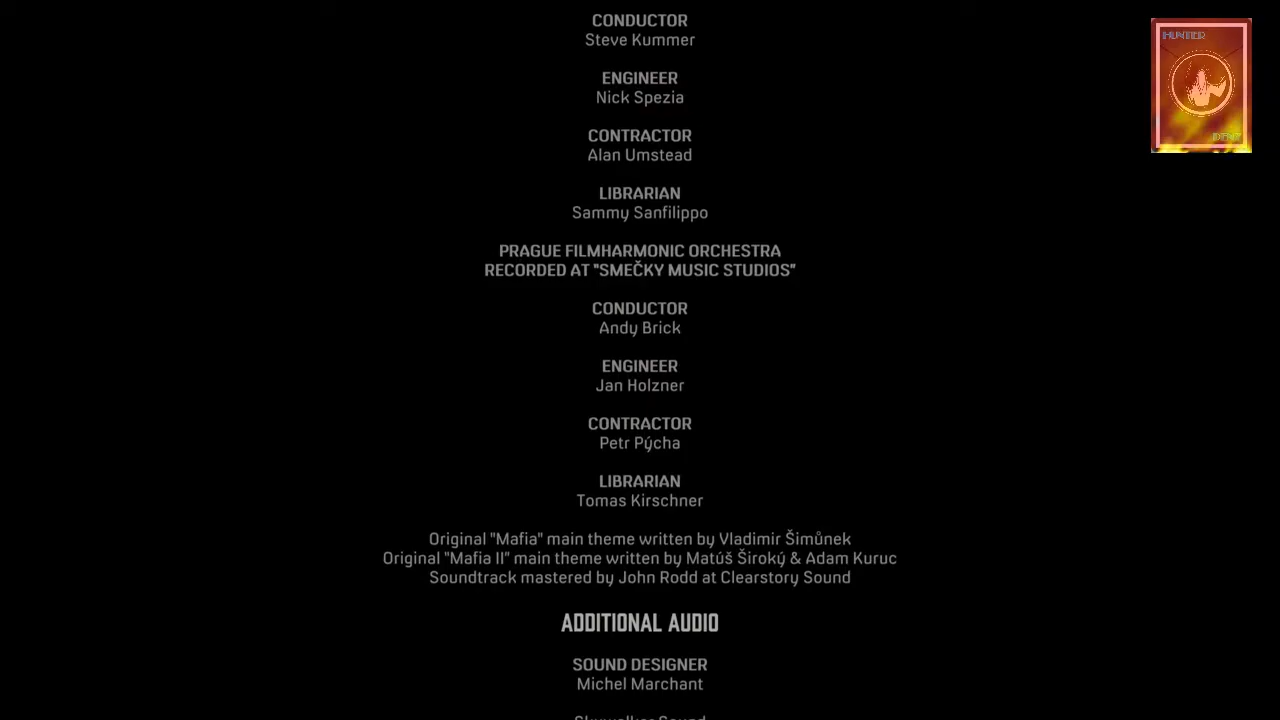 CONDUCTOR
Steve Kummer
ENGINEER
Nick Spezia
CONTRACTOR
Alan Umstead
LIBRARIAN
Sammy Sanfilippo
PRAGUE FILMHARMONIC ORCHESTRA
RECORDED AT "SMEČKY MUSIC STUDIOS"
CONDUCTOR
Andy Brick
ENGINEER
Jan Holzner
CONTRACTOR
Petr Pýcha
LIBRARIAN
Tomas Kirschner
Original "Mafia" main theme written by Vladimir Šimůnek
Original "Mafia II" main theme written by Matúš Široký & Adam Kuruc
Soundtrack mastered by John Rodd at Clearstory Sound
ADDITIONAL AUDIO
SOUND DESIGNER
Michel Marchant
Skywalker Sound
HUNTER